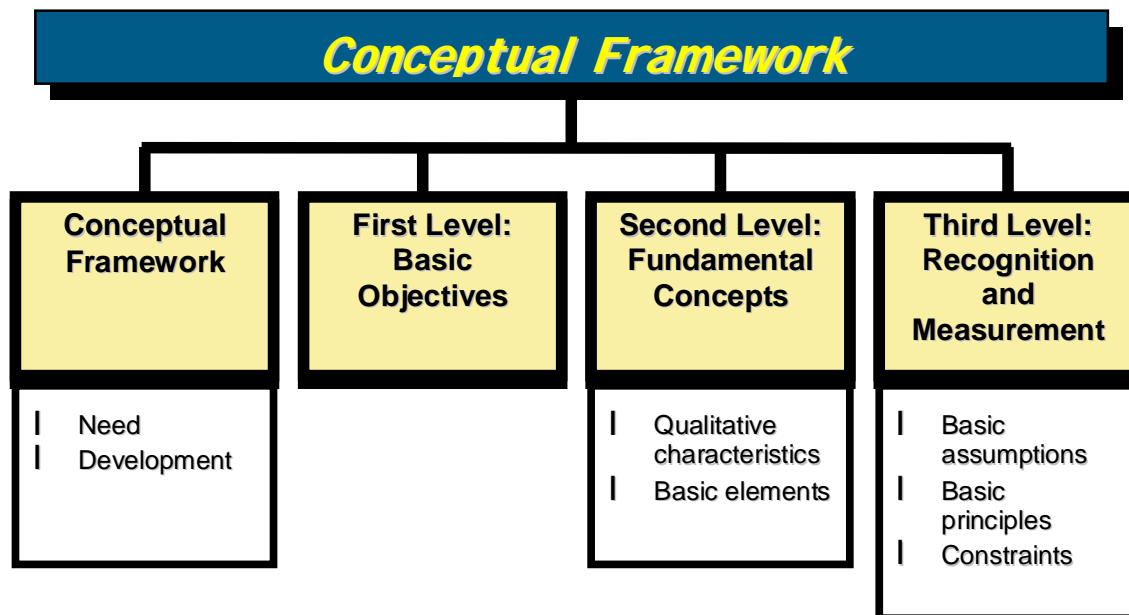 Conceptual Framework
Conceptual
Framework
First Level:
Basic
Objectives
Second Level:
Fundamental
Concepts
Third Level:
Recognition
and
Measurement
l Need
l Development
l Qualitative
characteristics
l Basic elements
l Basic
assumptions
l Basic
principles
l Constraints